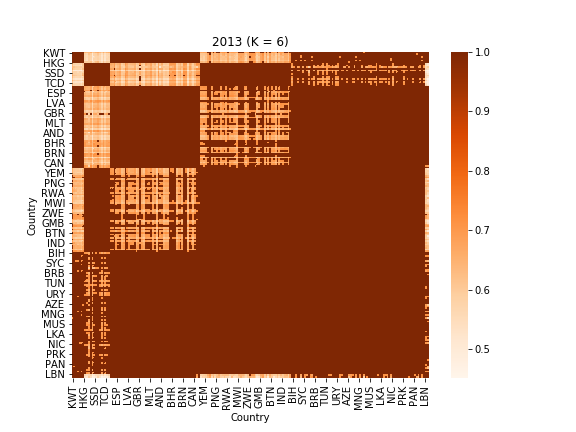 2013 (K = 6)
KWT
HKG
SSD
TCD
ESP
LVA
GBR
MLT
AND
BHR
BRN
CAN
YEM
PNG
RWA
MWI
ZWE
GMB
BTN
IND
BIH
SYC
BRB
TUN
URY
AZE
MNG
MUS
LKA
NIC
PRK
PAN
LBN
Country
KWT HKG SSD TCD ESP LVA GBR MLT AND BHR BRN CAN YEM PNG RWA MWI ZWE GMB BTN IND BIH SYC BRB TUN URY AZE MNG MUS LKA NIC PRK PAN LBN
Country
1.0
0.9
0.8
0.7
0.6
0.5